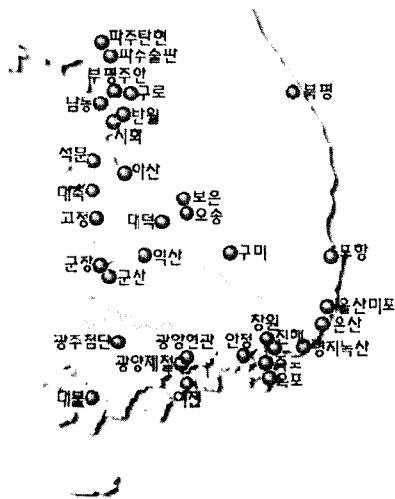 파주탄현
파주출판
부평주안
구로
남동
반월
시화
석문
아산
대죽
보은
고정
대덕
오송
북평
군장
익산
구미
군산
포항
울산미포
온산
창원
진해
명지녹산
광주첨단
광양연관
안정
광양제철
죽도
옥포
대불
여천